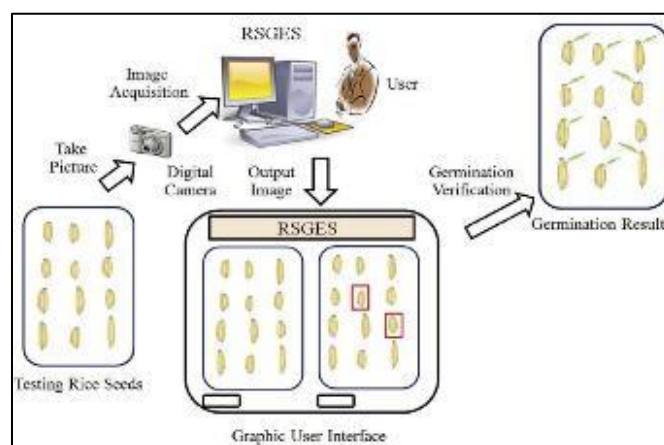 RSGES
Image
Acquisition
User
Take
Picture
Digital
Camera
Output
Image
Germination
Verification
Germination Result
RSGES
Testing Rice Seeds
Graphic User Interface